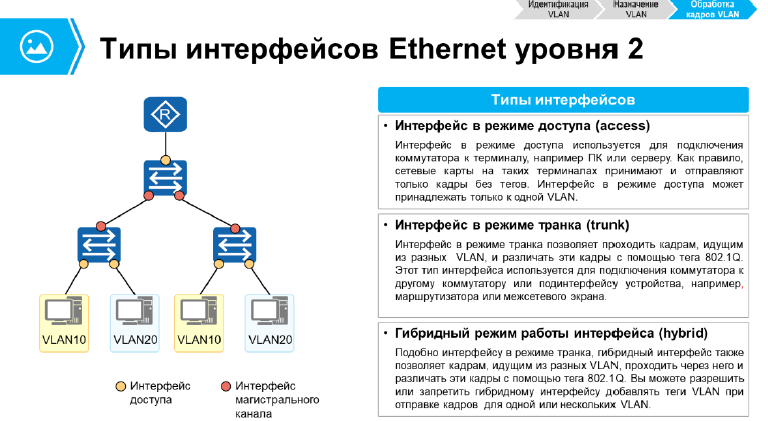 Идентификация VLAN
Назначение VLAN
Обработка кадров VLAN
Типы интерфейсов Ethernet уровня 2
R
VLAN10
VLAN20
VLAN10
VLAN20
Интерфейс доступа
Интерфейс магистрального канала
Типы интерфейсов
• Интерфейс в режиме доступа (access)
Интерфейс в режиме доступа используется для подключения
коммутатора к терминалу, например ПК или серверу. Как правило,
сетевые карты на таких терминалах принимают и отправляют
только кадры без тегов. Интерфейс в режиме доступа может
принадлежать только к одной VLAN.
• Интерфейс в режиме транка (trunk)
Интерфейс в режиме транка позволяет проходить кадрам, идущим
из разных VLAN, и различать эти кадры с помощью тега 802.1Q.
Этот тип интерфейса используется для подключения коммутатора к
другому коммутатору или подинтерфейсу устройства, например,
маршрутизатора или межсетевого экрана.
• Гибридный режим работы интерфейса (hybrid)
Подобно интерфейсу в режиме транка, гибридный интерфейс также
позволяет кадрам, идущим из разных VLAN, проходить через него и
различать эти кадры с помощью тега 802.1Q. Вы можете разрешить
или запретить гибридному интерфейсу добавлять теги VLAN при
отправке кадров для одной или нескольких VLAN.